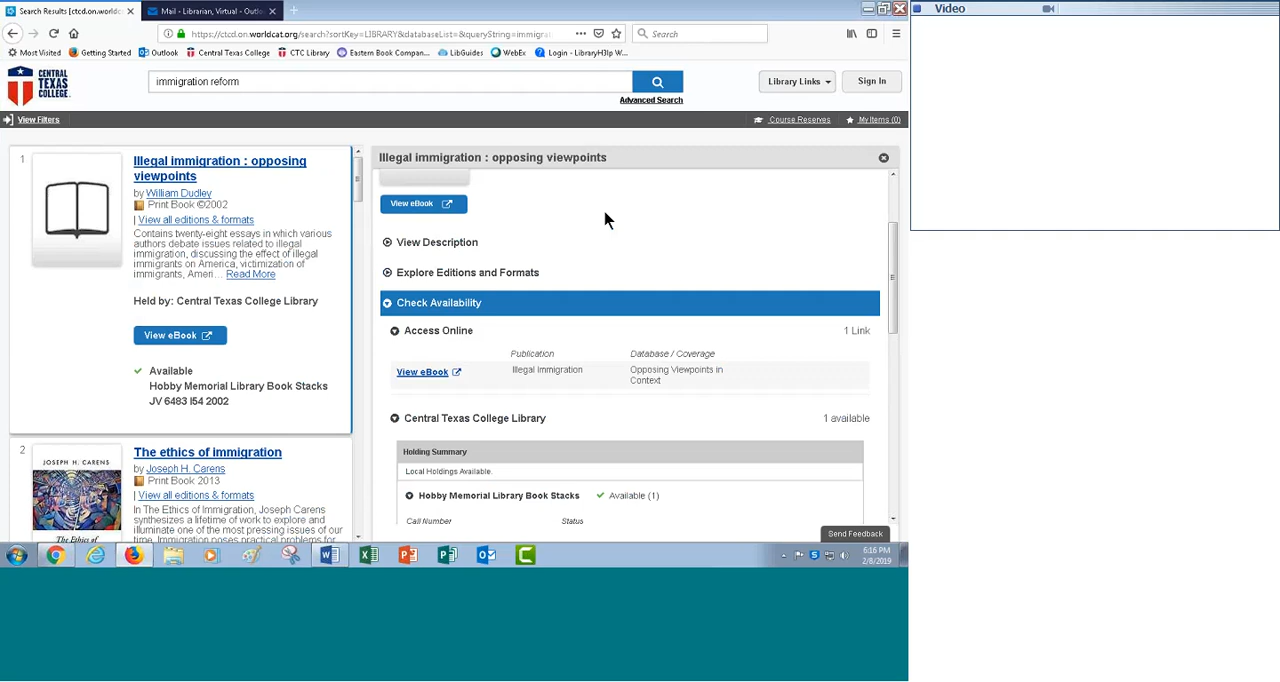 Search Results [ctcd.on.worldc
Mail - Librarian, Virtual - Outlo
https://ctcd.on.worldcat.org/search?sortKey=LIBRARY&databaseList=&queryString=immigrat
Search
Most Visited
Getting Started
Outlook
Central Texas College
CTC Library
Eastern Book Compan...
LibGuides
WebEx
Login - LibraryH3lp W...
CENTRAL
TEXAS
COLLEGE
immigration reform
Library Links
Sign In
Advanced Search
View Filters
Course Reserves
My Items (0)
1
Illegal immigration : opposing
viewpoints
by William Dudley
Print Book ©2002
| View all editions & formats
Contains twenty-eight essays in which various
authors debate issues related to illegal
immigration, discussing the effect of illegal
immigrants on America, victimization of
immigrants, Ameri... Read More
Held by: Central Texas College Library
View eBook
Available
Hobby Memorial Library Book Stacks
JV 6483 I54 2002
2
JOSEPH H. CARENS
The Ethics of
The ethics of immigration
by Joseph H. Carens
Print Book 2013
| View all editions & formats
In The Ethics of Immigration, Joseph Carens
synthesizes a lifetime of work to explore and
illuminate one of the most pressing issues of our
time. Immigration poses practical problems for
Illegal immigration : opposing viewpoints
View eBook
View Description
Explore Editions and Formats
Check Availability
Access Online
1 Link
Publication
Database / Coverage
View eBook
Illegal Immigration
Opposing Viewpoints in
Context
Central Texas College Library
1 available
Holding Summary
Local Holdings Available.
Hobby Memorial Library Book Stacks
Available (1)
Call Number
Status
Send Feedback
6:16 PM
2/8/2019
Video